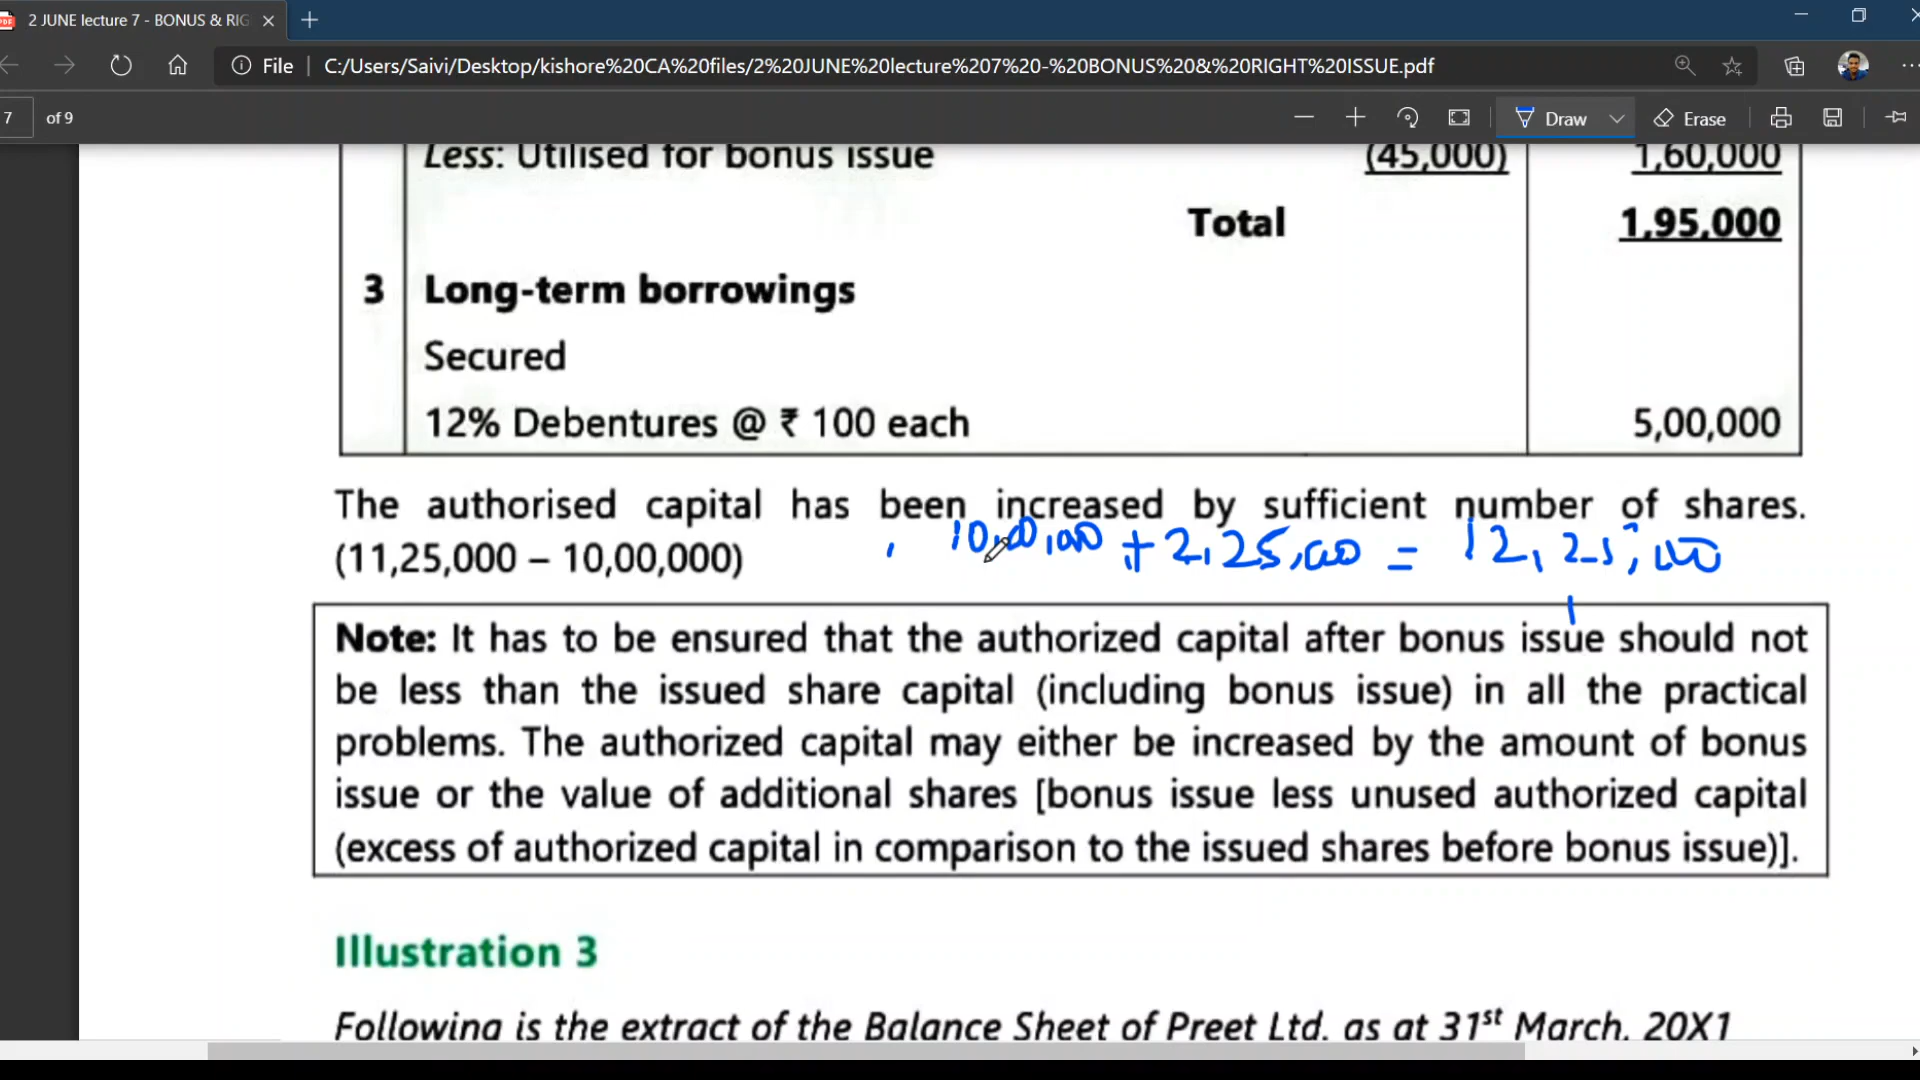 2 JUNE lecture 7 - BONUS & RIG
File
C:/Users/Saivi/Desktop/kishore%20CA%20files/2%20JUNE%20lecture%207%20-%20BONUS%20&%20RIGHT%20ISSUE.pdf
7 of 9
Draw
Erase
Less: Utilised for bonus issue (45,000) 1,60,000
Total 1,95,000
3 Long-term borrowings
Secured
12% Debentures @ ₹ 100 each 5,00,000
The authorised capital has been increased by sufficient number of shares.
(11,25,000 – 10,00,000)
10,00,000 + 2,25,000 = 12,25,000
Note: It has to be ensured that the authorized capital after bonus issue should not
be less than the issued share capital (including bonus issue) in all the practical
problems. The authorized capital may either be increased by the amount of bonus
issue or the value of additional shares [bonus issue less unused authorized capital
(excess of authorized capital in comparison to the issued shares before bonus issue)].
Illustration 3
Following is the extract of the Balance Sheet of Preet Ltd. as at 31st March, 20X1